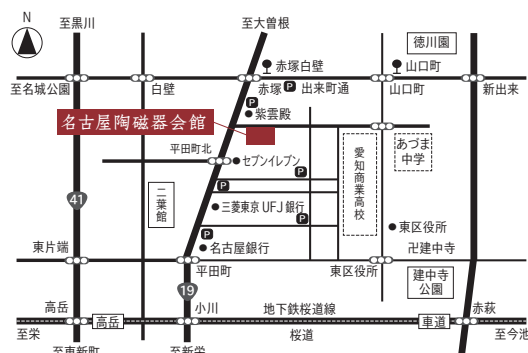 N
至黒川
至大曽根
徳川園
赤塚白壁
山口町
至名城公園
白壁
赤塚
P
出来町通
山口町
新出来
P
紫雲殿
名古屋陶磁器会館
平田町北
セブンイレブン
愛知商業高校
あづま
中学
P
P
41
二葉館
三菱東京UFJ銀行
P
東区役所
名古屋銀行
卍建中寺
東片端
平田町
東区役所
建中寺
公園
19
高岳
小川
地下鉄桜道線
赤萩
至栄
高岳
桜道
車道
至今池
至東新町
至新栄